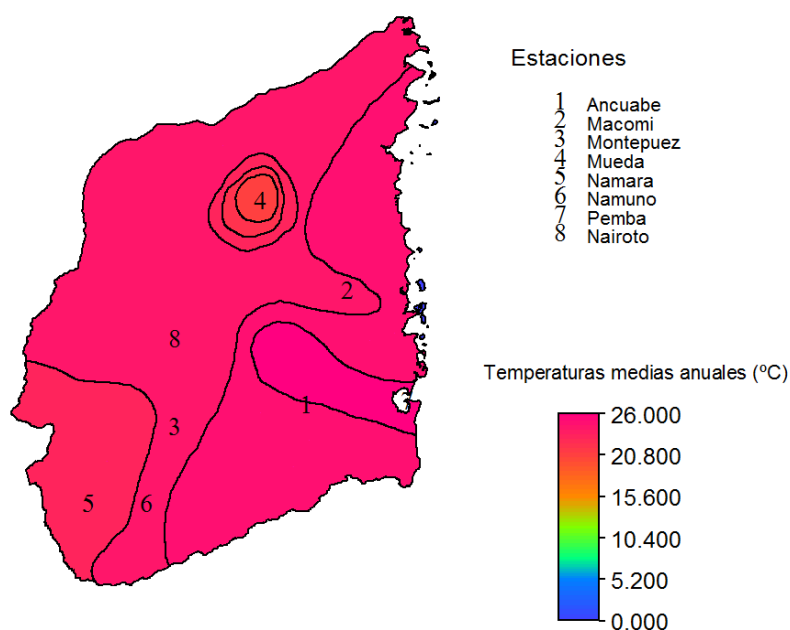 Estaciones
1 Ancuabe
2 Macomi
3 Montepuez
4 Mueda
5 Namara
6 Namuno
7 Pemba
8 Nairoto
4
2
8
1
3
5
6
Temperaturas medias anuales (ºC)
26.000
20.800
15.600
10.400
5.200
0.000